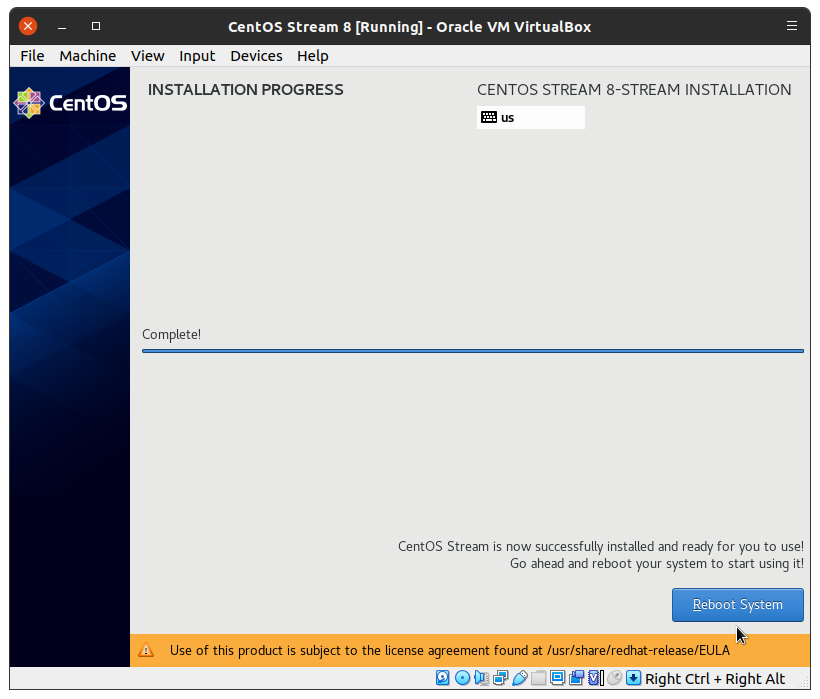 CentOS Stream 8 [Running] - Oracle VM VirtualBox
File Machine View Input Devices Help
CentOS
INSTALLATION PROGRESS
CENTOS STREAM 8-STREAM INSTALLATION
us
Complete!
CentOS Stream is now successfully installed and ready for you to use!
Go ahead and reboot your system to start using it!
Reboot System
Use of this product is subject to the license agreement found at /usr/share/redhat-release/EULA
Right Ctrl + Right Alt